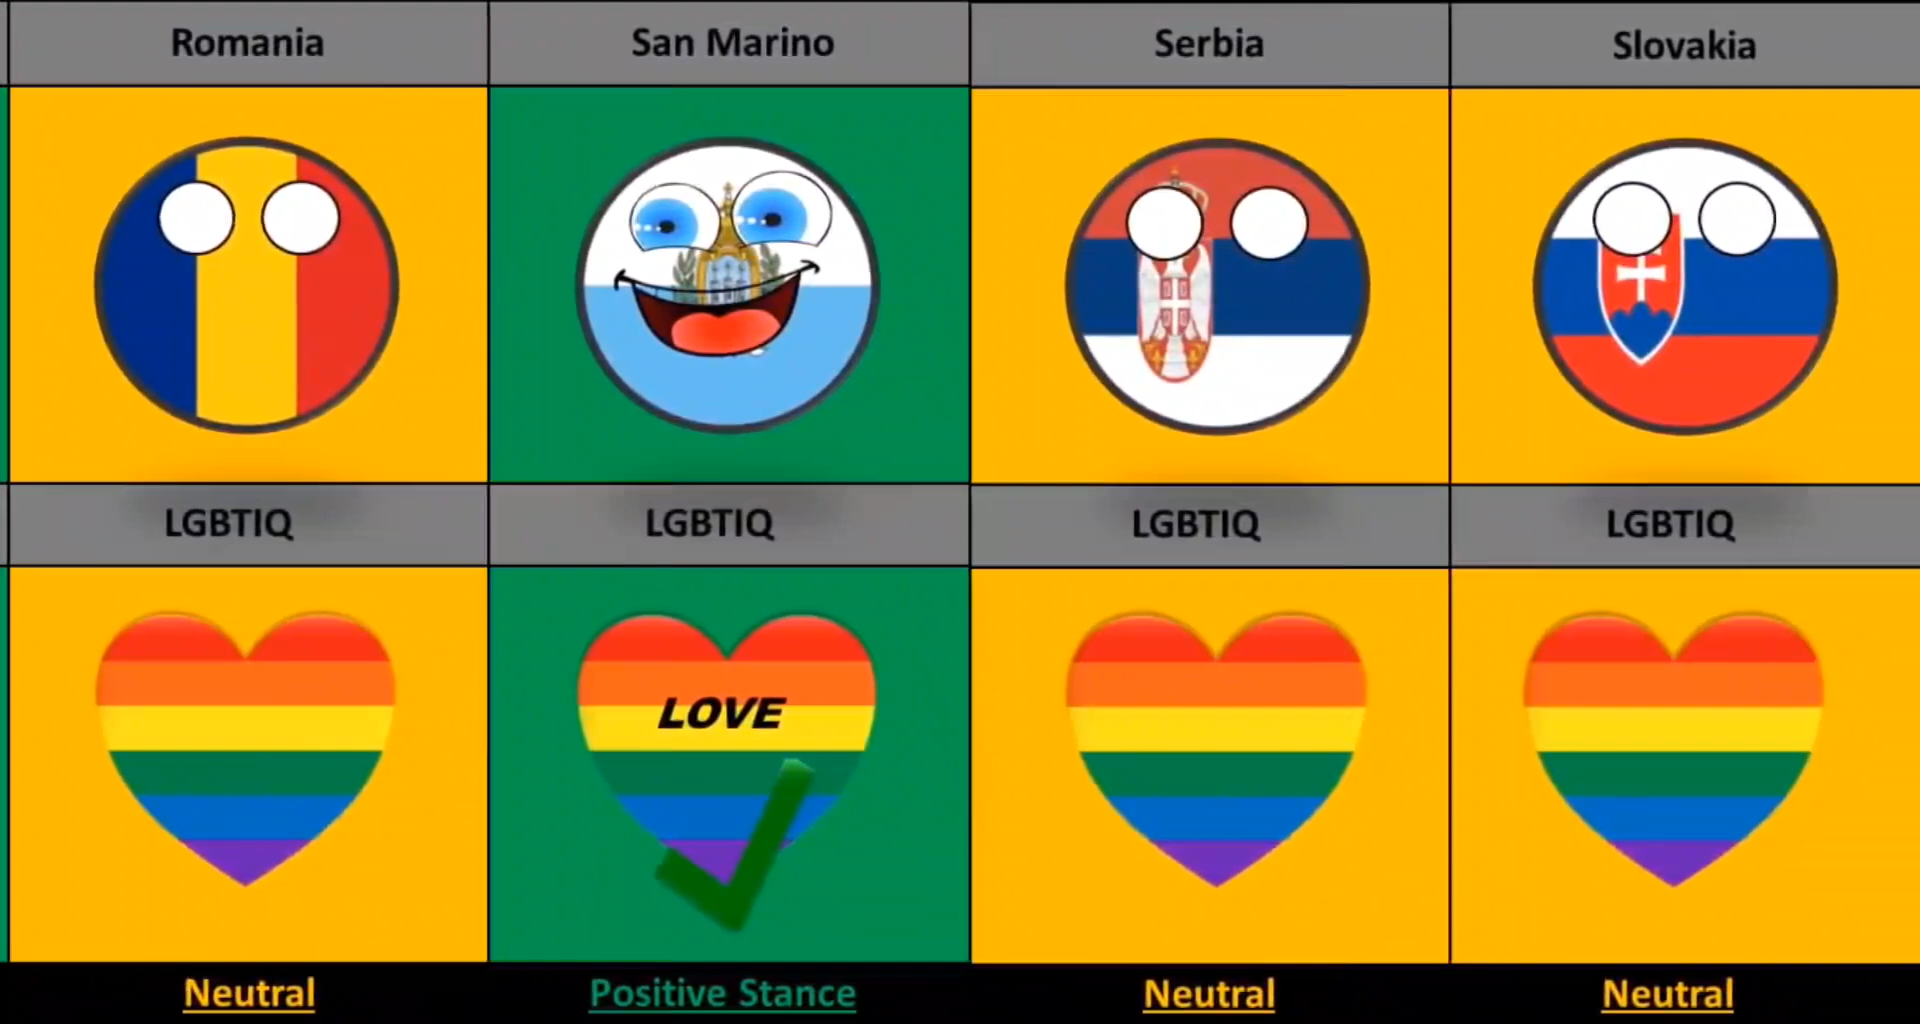 Romania
San Marino
Serbia
Slovakia
LGBTIQ
LGBTIQ
LGBTIQ
LGBTIQ
LOVE
Neutral
Positive Stance
Neutral
Neutral